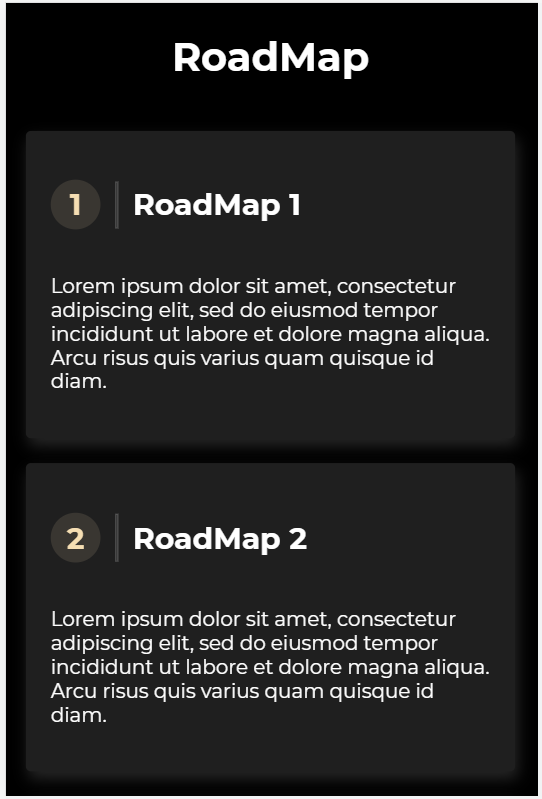 RoadMap
1 RoadMap 1
Lorem ipsum dolor sit amet, consectetur
adipiscing elit, sed do eiusmod tempor
incididunt ut labore et dolore magna aliqua.
Arcu risus quis varius quam quisque id
diam.
2 RoadMap 2
Lorem ipsum dolor sit amet, consectetur
adipiscing elit, sed do eiusmod tempor
incididunt ut labore et dolore magna aliqua.
Arcu risus quis varius quam quisque id
diam.